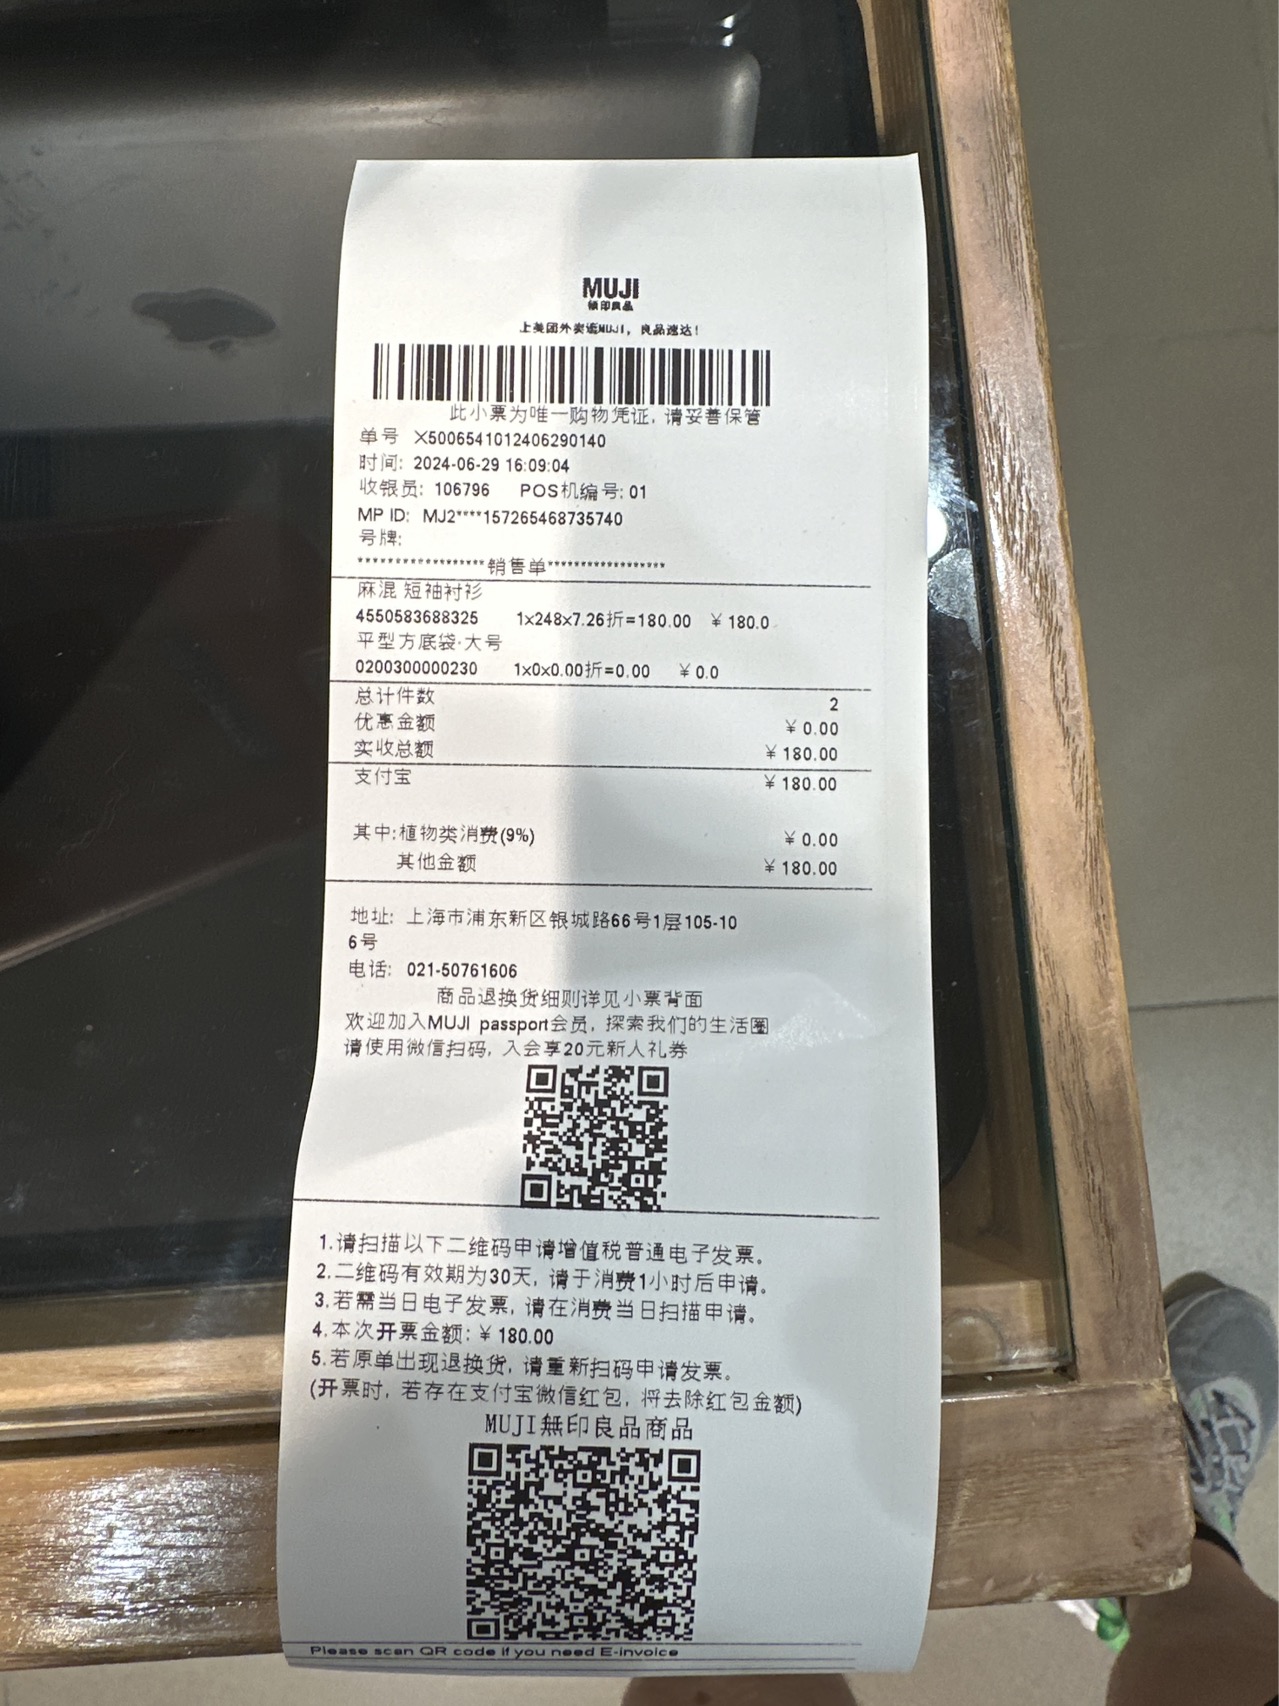 MUJI
無印良品
上美团外卖逛MUJI，良品速达！
此小票为唯一购物凭证，请妥善保管
单号 X5006541012406290140
时间: 2024-06-29 16:09:04
收银员: 106796 POS机编号: 01
MP ID: MJ2****157265468735740
号牌:
******************销售单******************
麻混 短袖衬衫
4550583688325 1x248x7.26折=180.00 ￥180.0
平型方底袋·大号
0200300000230 1x0x0.00折=0.00 ￥0.0
总计件数 2
优惠金额 ￥0.00
实收总额 ￥180.00
支付宝 ￥180.00
其中:植物类消费(9%) ￥0.00
其他金额 ￥180.00
地址: 上海市浦东新区银城路66号1层105-10
6号
电话: 021-50761606
商品退换货细则详见小票背面
欢迎加入MUJI passport会员, 探索我们的生活圈
请使用微信扫码, 入会享20元新人礼券
1.请扫描以下二维码申请增值税普通电子发票。
2.二维码有效期为30天, 请于消费1小时后申请。
3.若需当日电子发票, 请在消费当日扫描申请。
4.本次开票金额: ￥180.00
5.若原单出现退换货, 请重新扫码申请发票。
(开票时, 若存在支付宝微信红包, 将去除红包金额)
MUJI無印良品商品
Please scan QR code if you need E-invoice